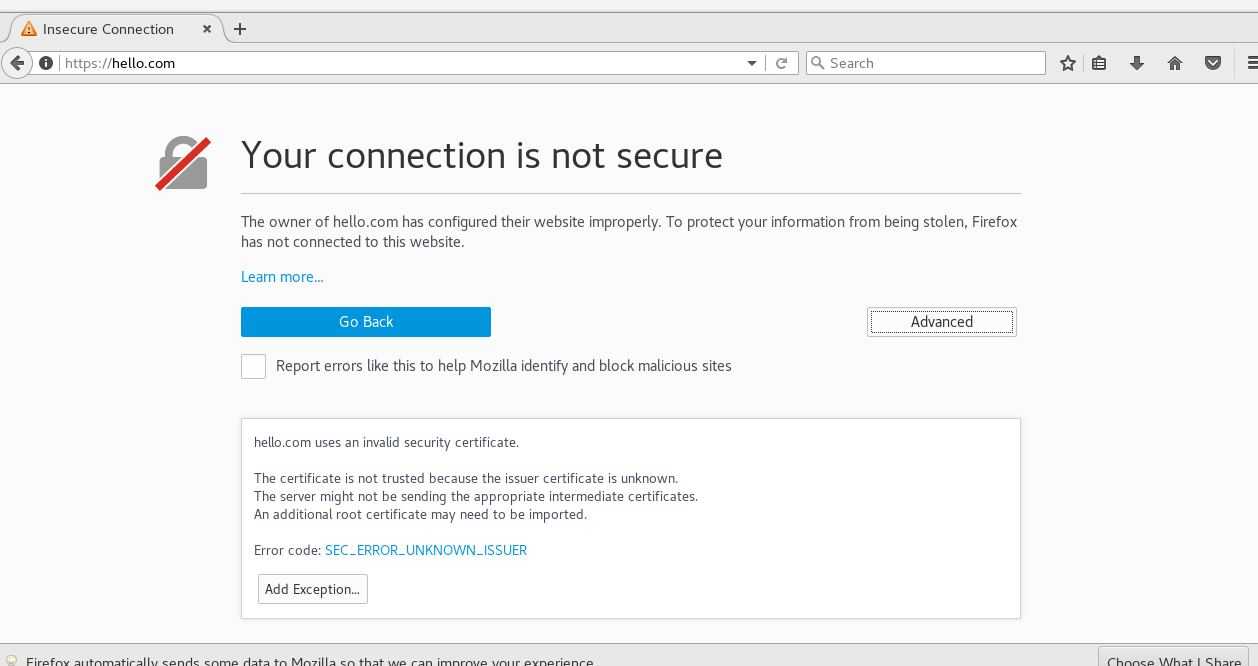 Insecure Connection
https://hello.com
Search
Your connection is not secure
The owner of hello.com has configured their website improperly. To protect your information from being stolen, Firefox
has not connected to this website.
Learn more...
Go Back
Advanced
Report errors like this to help Mozilla identify and block malicious sites
hello.com uses an invalid security certificate.
The certificate is not trusted because the issuer certificate is unknown.
The server might not be sending the appropriate intermediate certificates.
An additional root certificate may need to be imported.
Error code: SEC_ERROR_UNKNOWN_ISSUER
Add Exception...
Firefox automatically sends some data to Mozilla so that we can improve your experience.
Choose What I Share